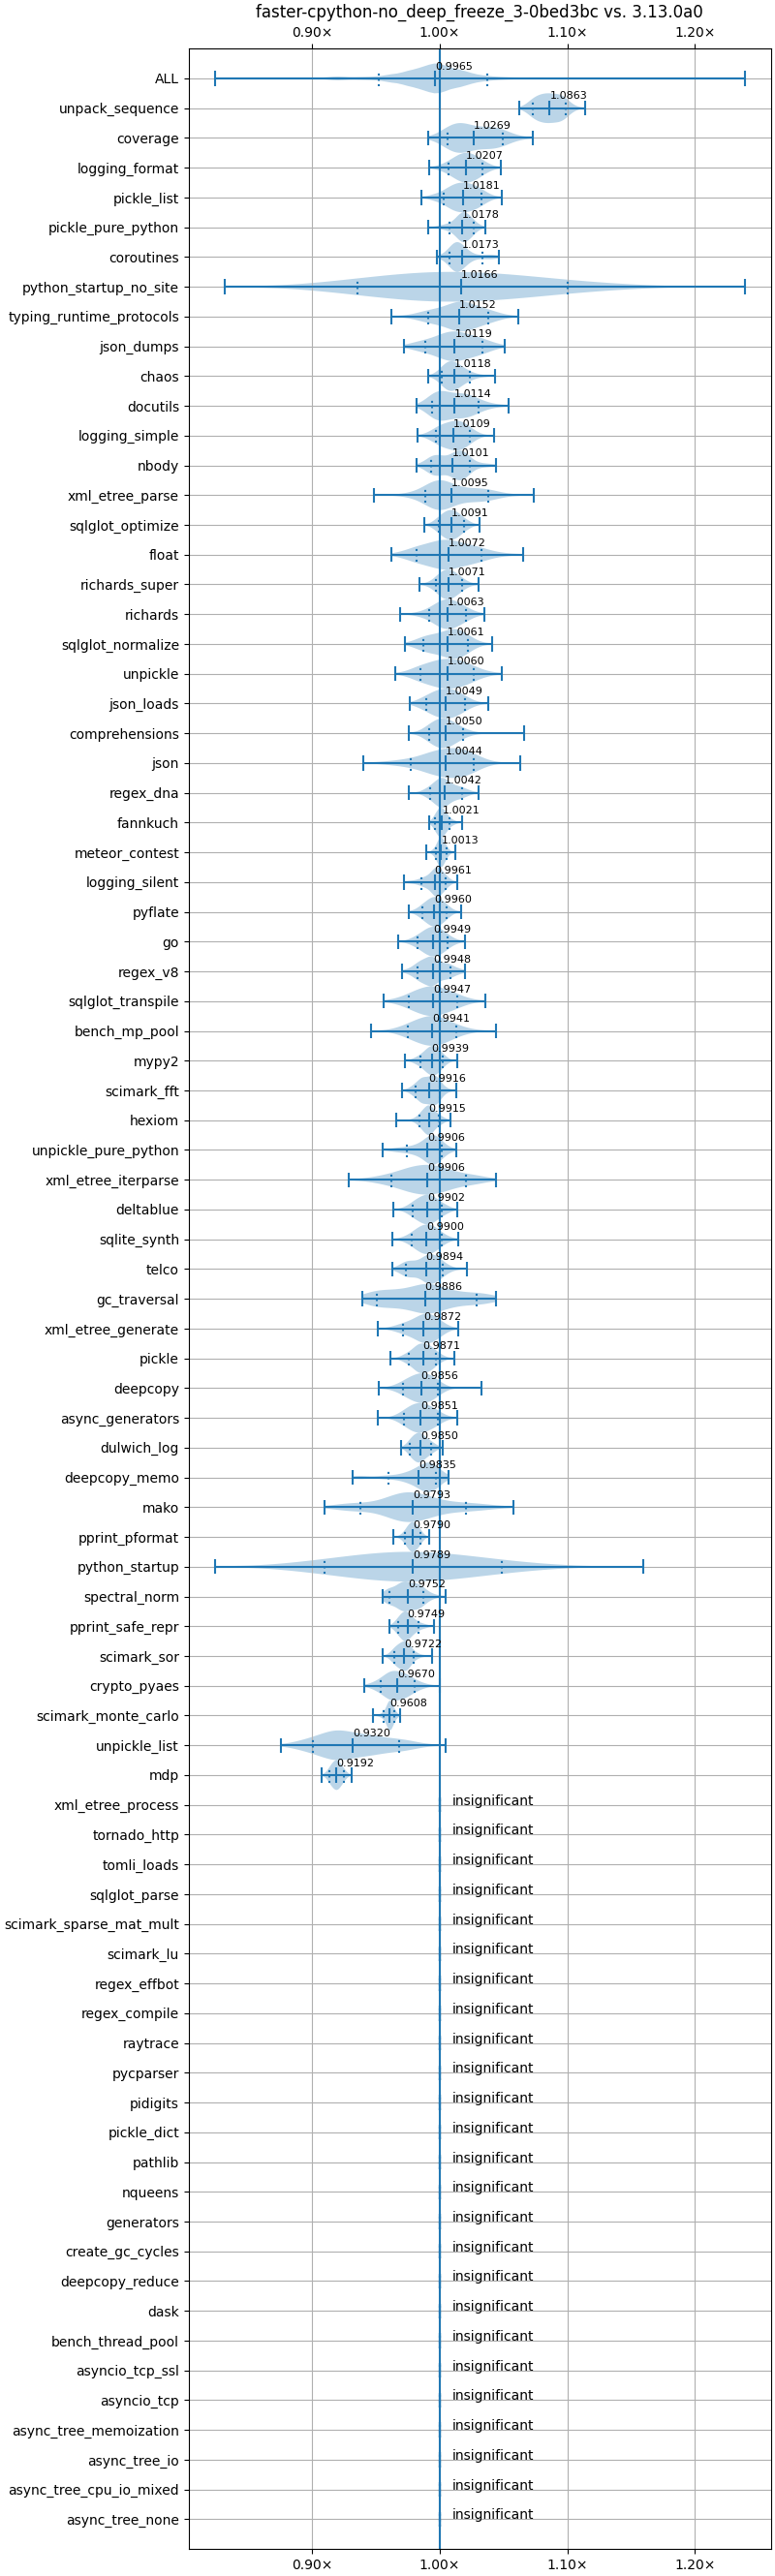 faster-cpython-no_deep_freeze_3-0bed3bc vs. 3.13.0a0
0.90× 1.00× 1.10× 1.20×
ALL 0.9965
unpack_sequence 1.0863
coverage 1.0269
logging_format 1.0207
pickle_list 1.0181
pickle_pure_python 1.0178
coroutines 1.0173
python_startup_no_site 1.0166
typing_runtime_protocols 1.0152
json_dumps 1.0119
chaos 1.0118
docutils 1.0114
logging_simple 1.0109
nbody 1.0101
xml_etree_parse 1.0095
sqlglot_optimize 1.0091
float 1.0072
richards_super 1.0071
richards 1.0063
sqlglot_normalize 1.0061
unpickle 1.0060
json_loads 1.0049
comprehensions 1.0050
json 1.0044
regex_dna 1.0042
fannkuch 1.0021
meteor_contest 1.0013
logging_silent 0.9961
pyflate 0.9960
go 0.9949
regex_v8 0.9948
sqlglot_transpile 0.9947
bench_mp_pool 0.9941
mypy2 0.9939
scimark_fft 0.9916
hexiom 0.9915
unpickle_pure_python 0.9906
xml_etree_iterparse 0.9906
deltablue 0.9902
sqlite_synth 0.9900
telco 0.9894
gc_traversal 0.9886
xml_etree_generate 0.9872
pickle 0.9871
deepcopy 0.9856
async_generators 0.9851
dulwich_log 0.9850
deepcopy_memo 0.9835
mako 0.9793
pprint_pformat 0.9790
python_startup 0.9789
spectral_norm 0.9752
pprint_safe_repr 0.9749
scimark_sor 0.9722
crypto_pyaes 0.9670
scimark_monte_carlo 0.9608
unpickle_list 0.9320
mdp 0.9192
xml_etree_process insignificant
tornado_http insignificant
tomli_loads insignificant
sqlglot_parse insignificant
scimark_sparse_mat_mult insignificant
scimark_lu insignificant
regex_effbot insignificant
regex_compile insignificant
raytrace insignificant
pycparser insignificant
pidigits insignificant
pickle_dict insignificant
pathlib insignificant
nqueens insignificant
generators insignificant
create_gc_cycles insignificant
deepcopy_reduce insignificant
dask insignificant
bench_thread_pool insignificant
asyncio_tcp_ssl insignificant
asyncio_tcp insignificant
async_tree_memoization insignificant
async_tree_io insignificant
async_tree_cpu_io_mixed insignificant
async_tree_none insignificant
0.90× 1.00× 1.10× 1.20×